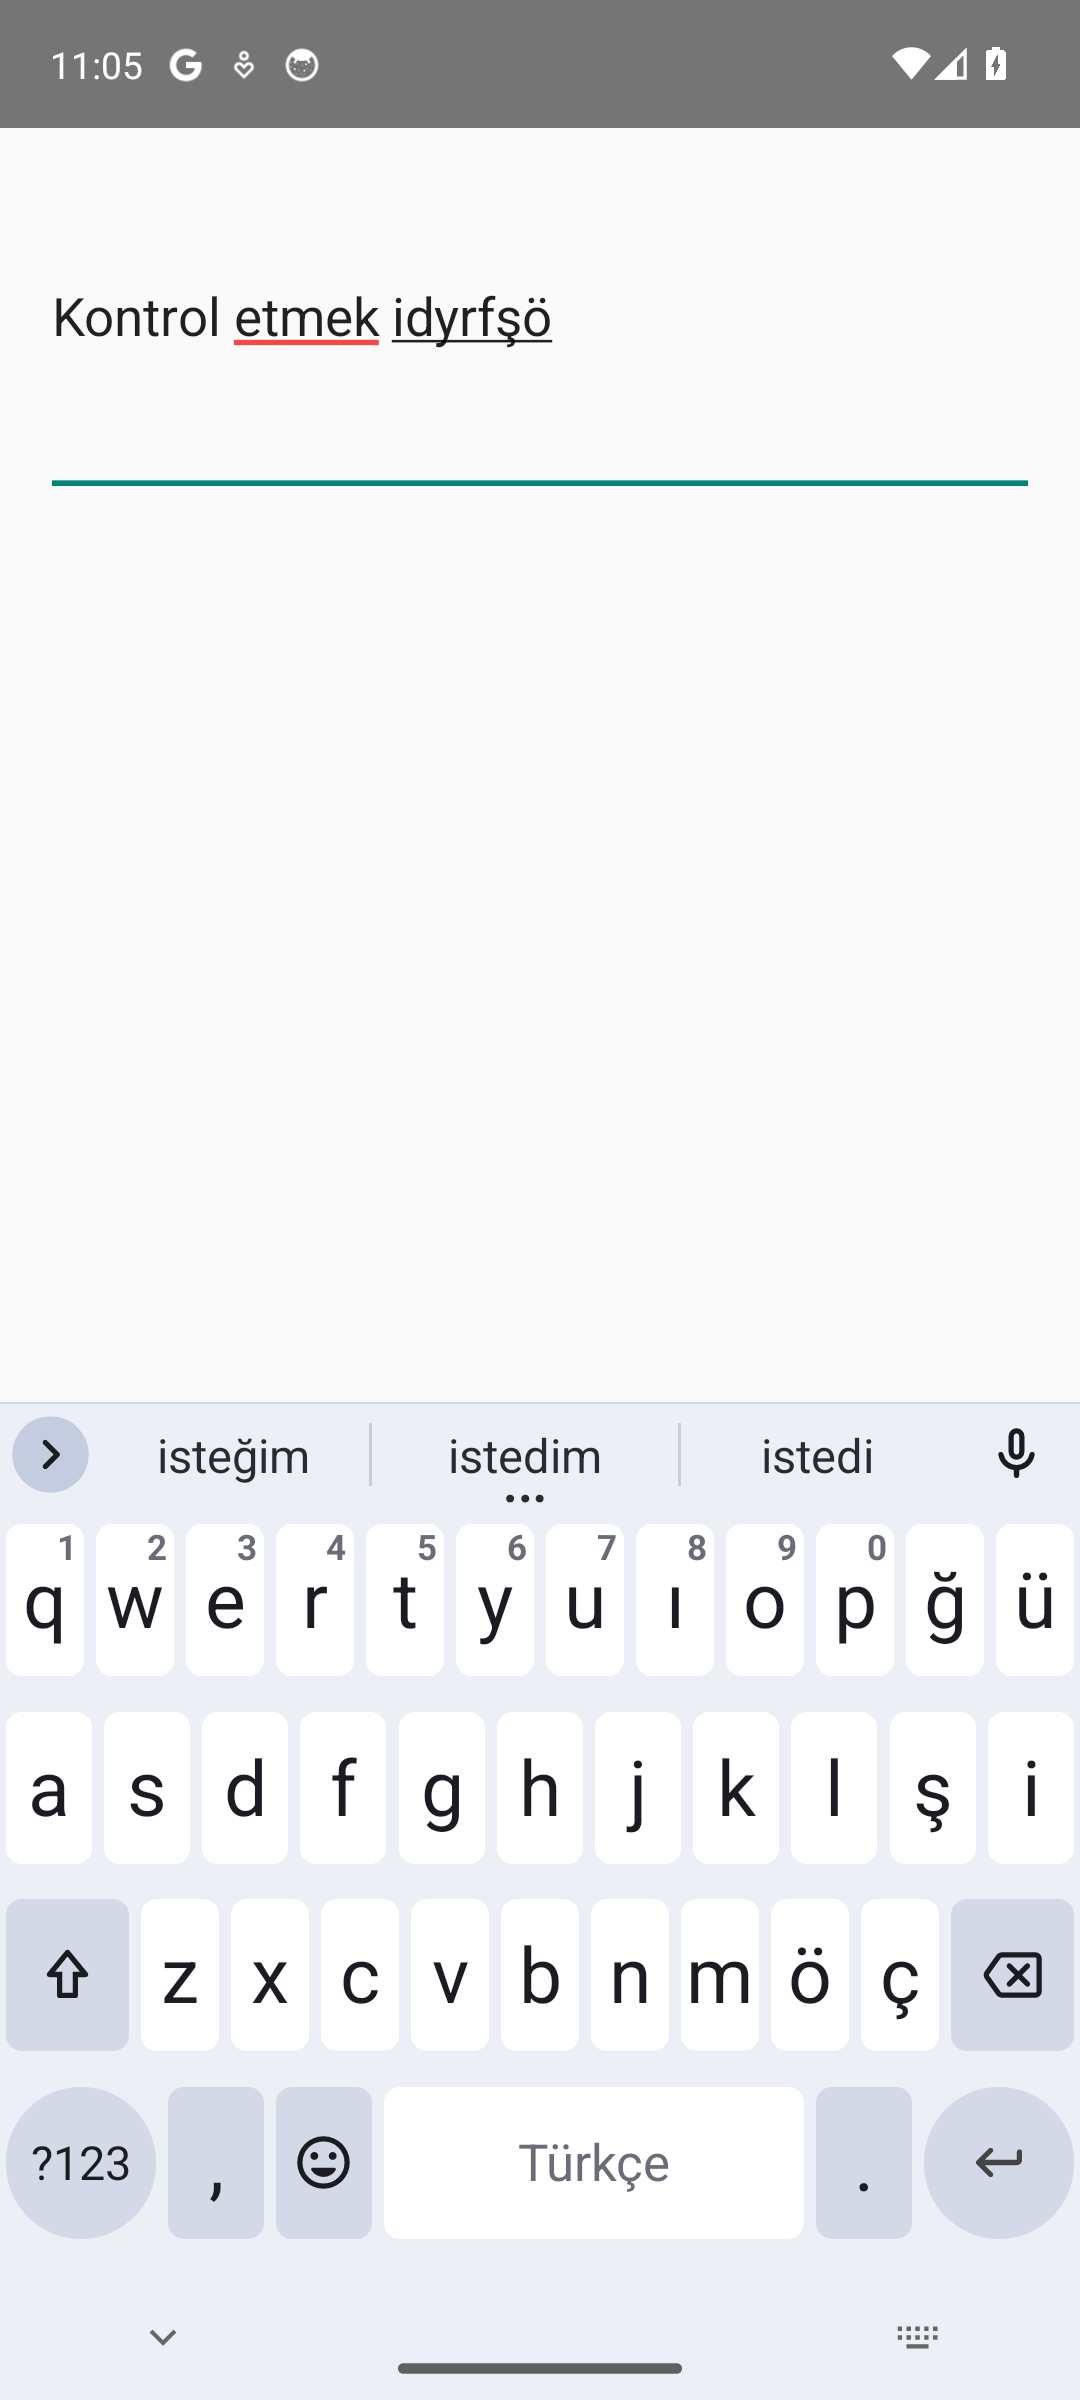 11:05
Kontrol etmek idyrfşö
isteğim istedim istedi
1 2 3 4 5 6 7 8 9 0
q w e r t y u ı o p ğ ü
a s d f g h j k l ş i
z x c v b n m ö ç
?123 , Türkçe .